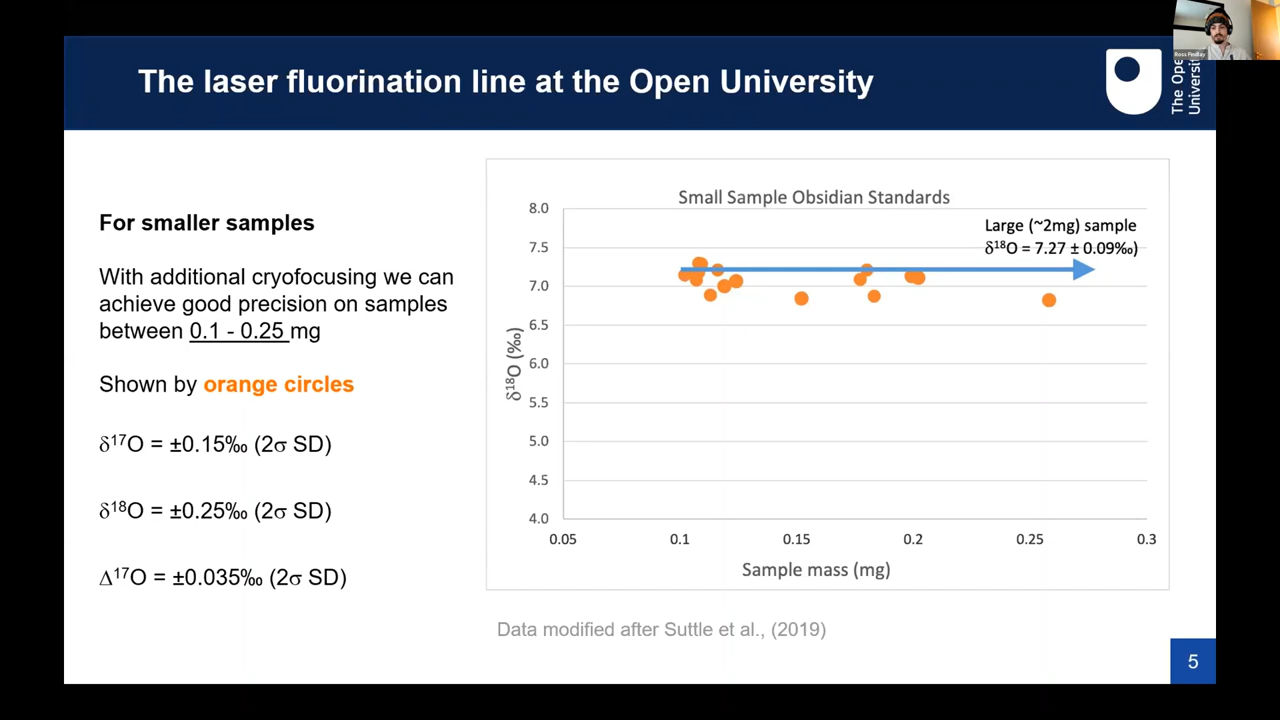 Ross Findlay
The laser fluorination line at the Open University
The Ope
Universit
For smaller samples
With additional cryofocusing we can
achieve good precision on samples
between 0.1 - 0.25 mg
Shown by orange circles
δ¹⁷O = ±0.15‰ (2σ SD)
δ¹⁸O = ±0.25‰ (2σ SD)
Δ¹⁷O = ±0.035‰ (2σ SD)
Small Sample Obsidian Standards
Large (~2mg) sample
δ¹⁸O = 7.27 ± 0.09‰)
δ¹⁸O (‰)
8.0
7.5
7.0
6.5
6.0
5.5
5.0
4.5
4.0
0.05 0.1 0.15 0.2 0.25 0.3
Sample mass (mg)
Data modified after Suttle et al., (2019)
5